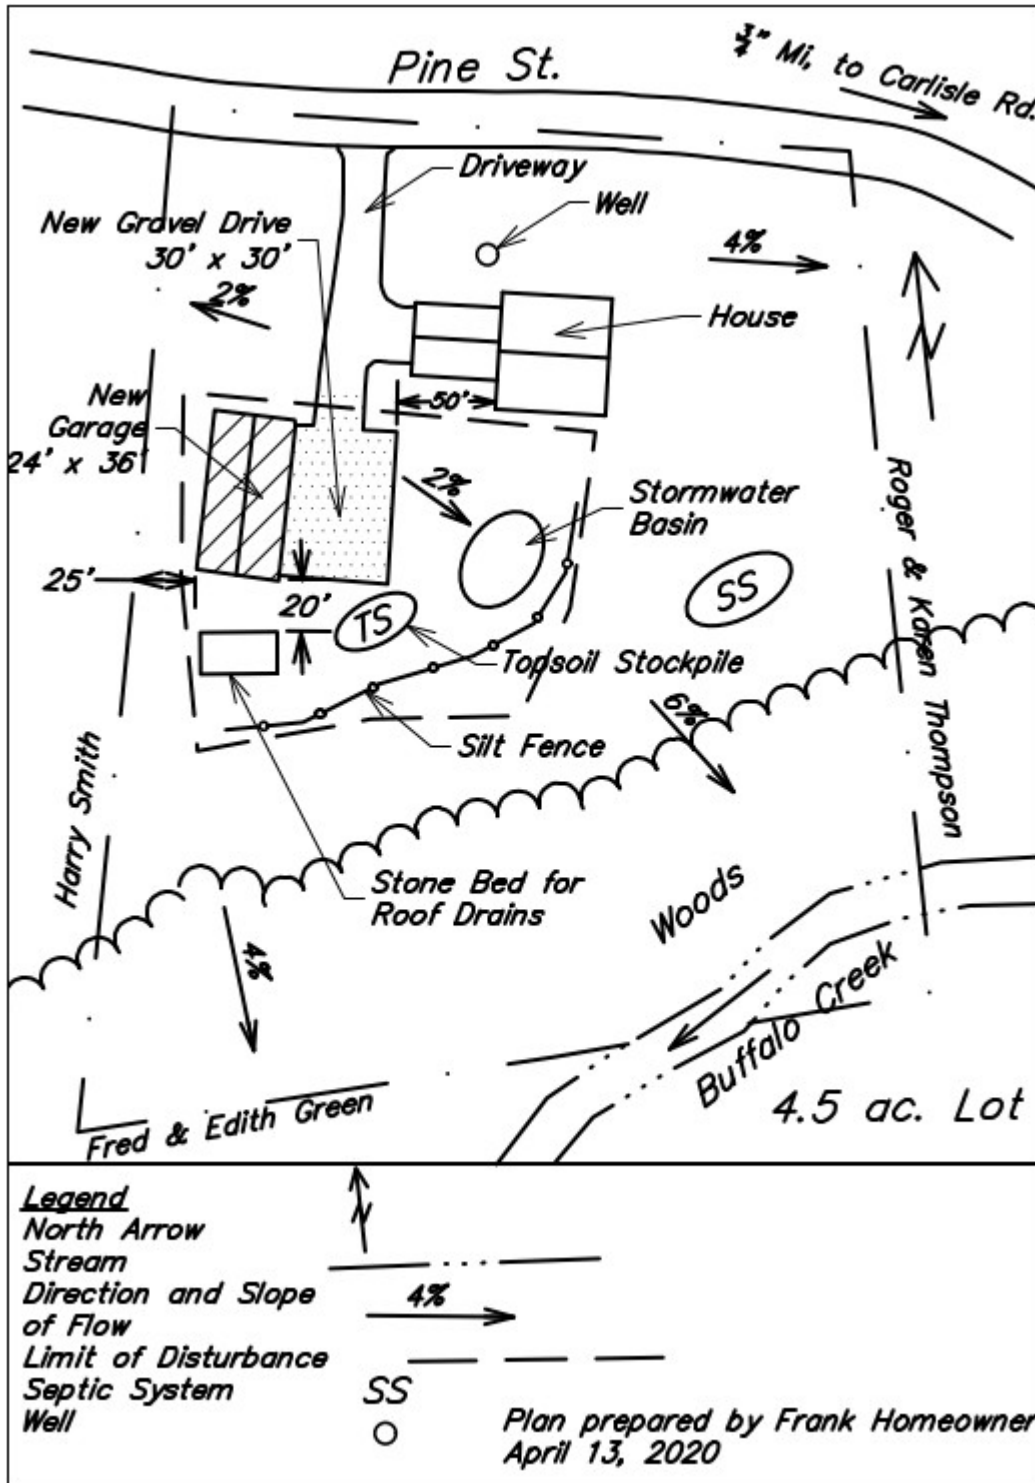 Pine St.
¾" Mi, to Carlisle Rd.
Driveway
Well
New Gravel Drive
30' x 30'
4%
2%
House
N
New
Garage
24' x 36'
50'
2%
Stormwater
Basin
Roger & Karen Thompson
25'
20'
TS
SS
Topsoil Stockpile
6%
Silt Fence
Harry Smith
Stone Bed for
Roof Drains
Woods
4%
Buffalo Creek
4.5 ac. Lot
Fred & Edith Green
Legend
North Arrow
N
Stream
Direction and Slope
of Flow
4%
Limit of Disturbance
Septic System
SS
Well
Plan prepared by Frank Homeowner
April 13, 2020